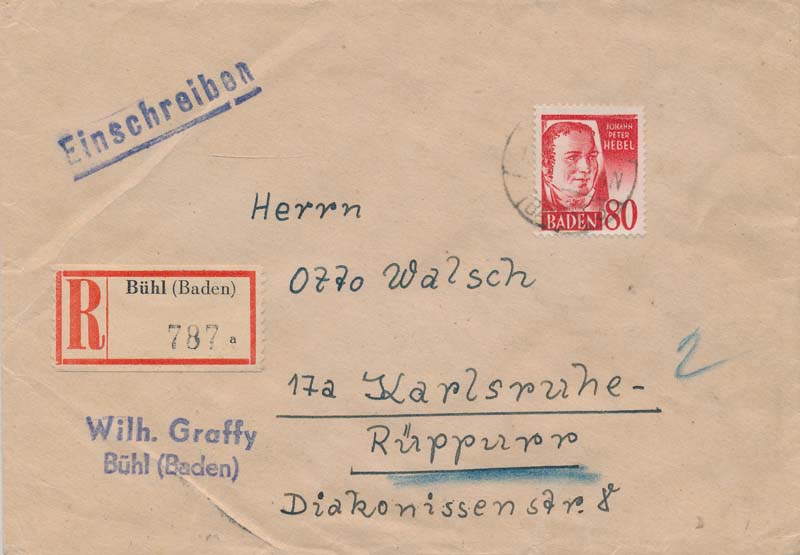 Einschreiben
JOHANN
PETER
HEBEL
BADEN 80
Herrn
Otto Walsch
R Bühl (Baden)
787 a
17a Karlsruhe-
Rüppurr
Diakonissenstr. 8
2
Wilh. Graffy
Bühl (Baden)